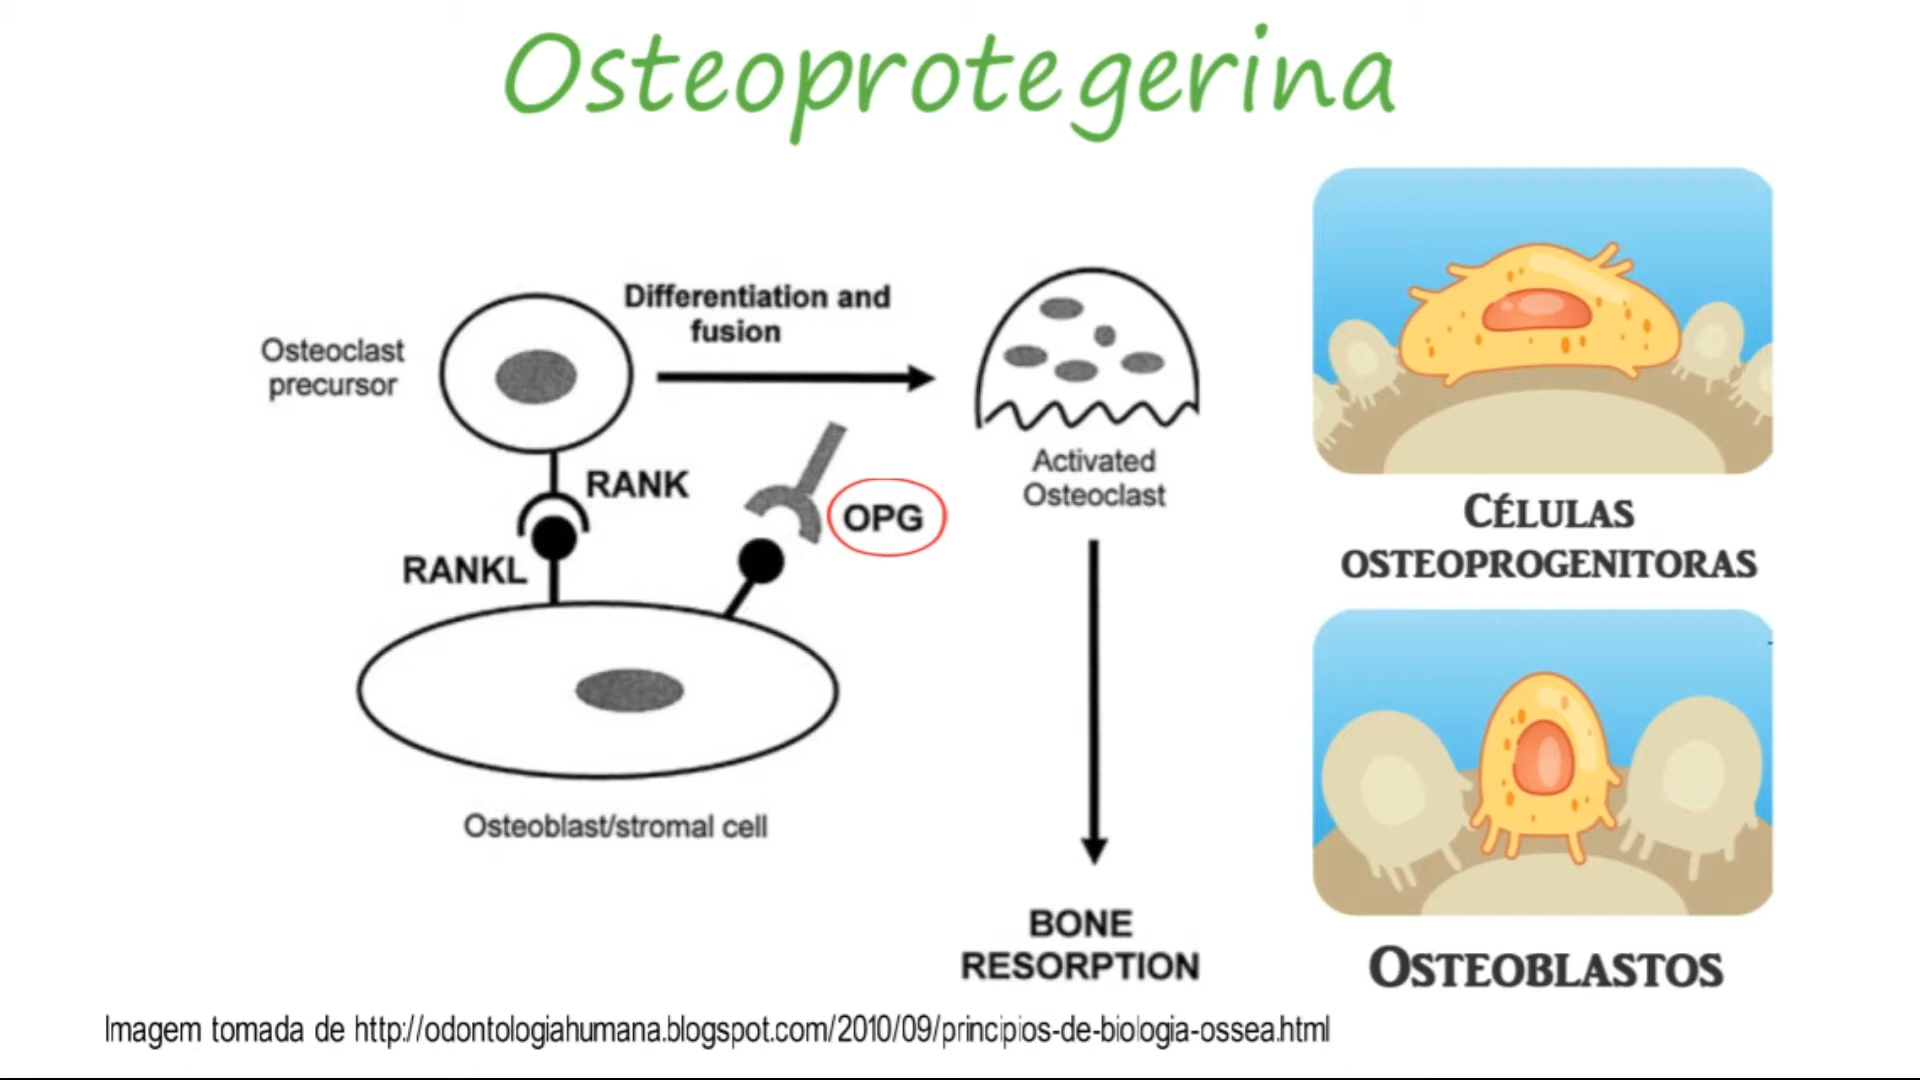 Osteoprotegerina
Differentiation and
fusion
Osteoclast
precursor
RANK
OPG
RANKL
Activated
Osteoclast
Osteoblast/stromal cell
BONE
RESORPTION
CÉLULAS
OSTEOPROGENITORAS
OSTEOBLASTOS
Imagem tomada de http://odontologiahumana.blogspot.com/2010/09/principios-de-biologia-ossea.html